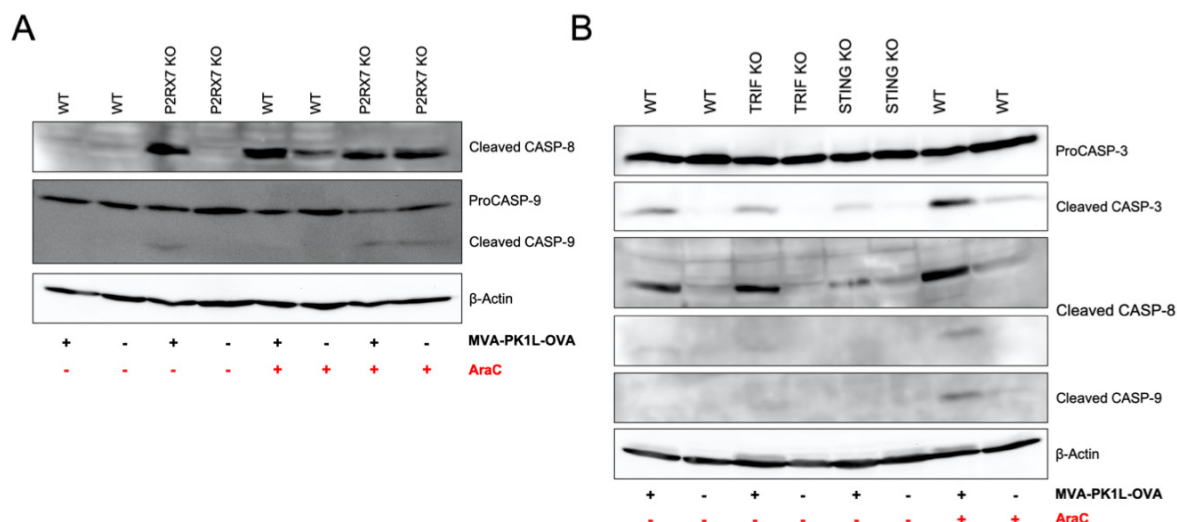 A
WT
WT
P2RX7 KO
P2RX7 KO
WT
WT
P2RX7 KO
P2RX7 KO
Cleaved CASP-8
ProCASP-9
Cleaved CASP-9
β-Actin
+ - + - + - + - MVA-PK1L-OVA
- - - - + + + + AraC
B
WT
WT
TRIF KO
TRIF KO
STING KO
STING KO
WT
WT
ProCASP-3
Cleaved CASP-3
Cleaved CASP-8
Cleaved CASP-9
β-Actin
+ - + - + - + - MVA-PK1L-OVA
- - - - - - + + AraC